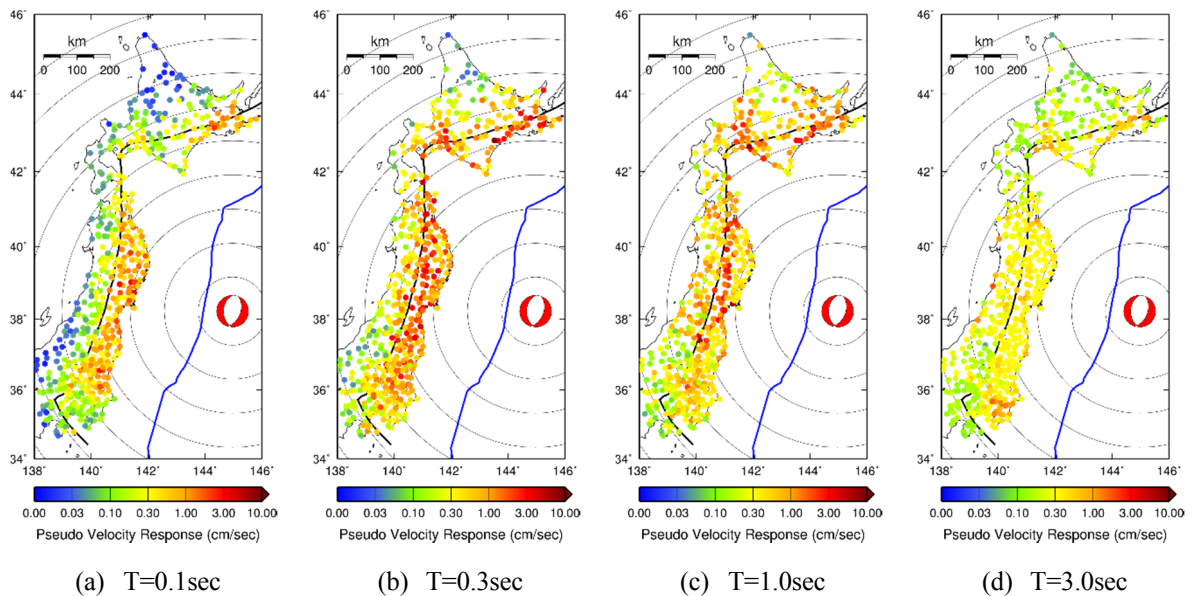 46°
km
0 100 200
44°
42°
40°
38°
36°
34°
138 140 142 144 146
0.00 0.03 0.10 0.30 1.00 3.00 10.00
Pseudo Velocity Response (cm/sec)
(a) T=0.1sec
46°
km
0 100 200
44°
42°
40°
38°
36°
34°
138 140 142 144 146
0.00 0.03 0.10 0.30 1.00 3.00 10.00
Pseudo Velocity Response (cm/sec)
(b) T=0.3sec
46°
km
0 100 200
44°
42°
40°
38°
36°
34°
138 140 142 144 146
0.00 0.03 0.10 0.30 1.00 3.00 10.00
Pseudo Velocity Response (cm/sec)
(c) T=1.0sec
46°
km
0 100 200
44°
42°
40°
38°
36°
34°
138 140 142 144 146
0.00 0.03 0.10 0.30 1.00 3.00 10.00
Pseudo Velocity Response (cm/sec)
(d) T=3.0sec